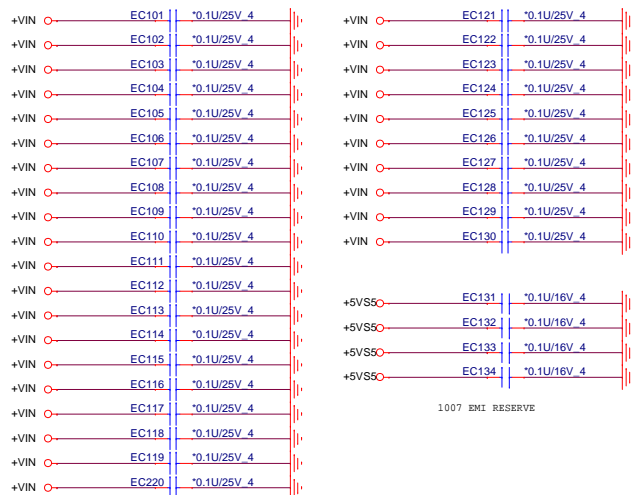 +VIN EC101 *0.1U/25V_4
+VIN EC102 *0.1U/25V_4
+VIN EC103 *0.1U/25V_4
+VIN EC104 *0.1U/25V_4
+VIN EC105 *0.1U/25V_4
+VIN EC106 *0.1U/25V_4
+VIN EC107 *0.1U/25V_4
+VIN EC108 *0.1U/25V_4
+VIN EC109 *0.1U/25V_4
+VIN EC110 *0.1U/25V_4
+VIN EC111 *0.1U/25V_4
+VIN EC112 *0.1U/25V_4
+VIN EC113 *0.1U/25V_4
+VIN EC114 *0.1U/25V_4
+VIN EC115 *0.1U/25V_4
+VIN EC116 *0.1U/25V_4
+VIN EC117 *0.1U/25V_4
+VIN EC118 *0.1U/25V_4
+VIN EC119 *0.1U/25V_4
+VIN EC220 *0.1U/25V_4
+VIN EC121 *0.1U/25V_4
+VIN EC122 *0.1U/25V_4
+VIN EC123 *0.1U/25V_4
+VIN EC124 *0.1U/25V_4
+VIN EC125 *0.1U/25V_4
+VIN EC126 *0.1U/25V_4
+VIN EC127 *0.1U/25V_4
+VIN EC128 *0.1U/25V_4
+VIN EC129 *0.1U/25V_4
+VIN EC130 *0.1U/25V_4
+5VS5 EC131 *0.1U/16V_4
+5VS5 EC132 *0.1U/16V_4
+5VS5 EC133 *0.1U/16V_4
+5VS5 EC134 *0.1U/16V_4
1007 EMI RESERVE